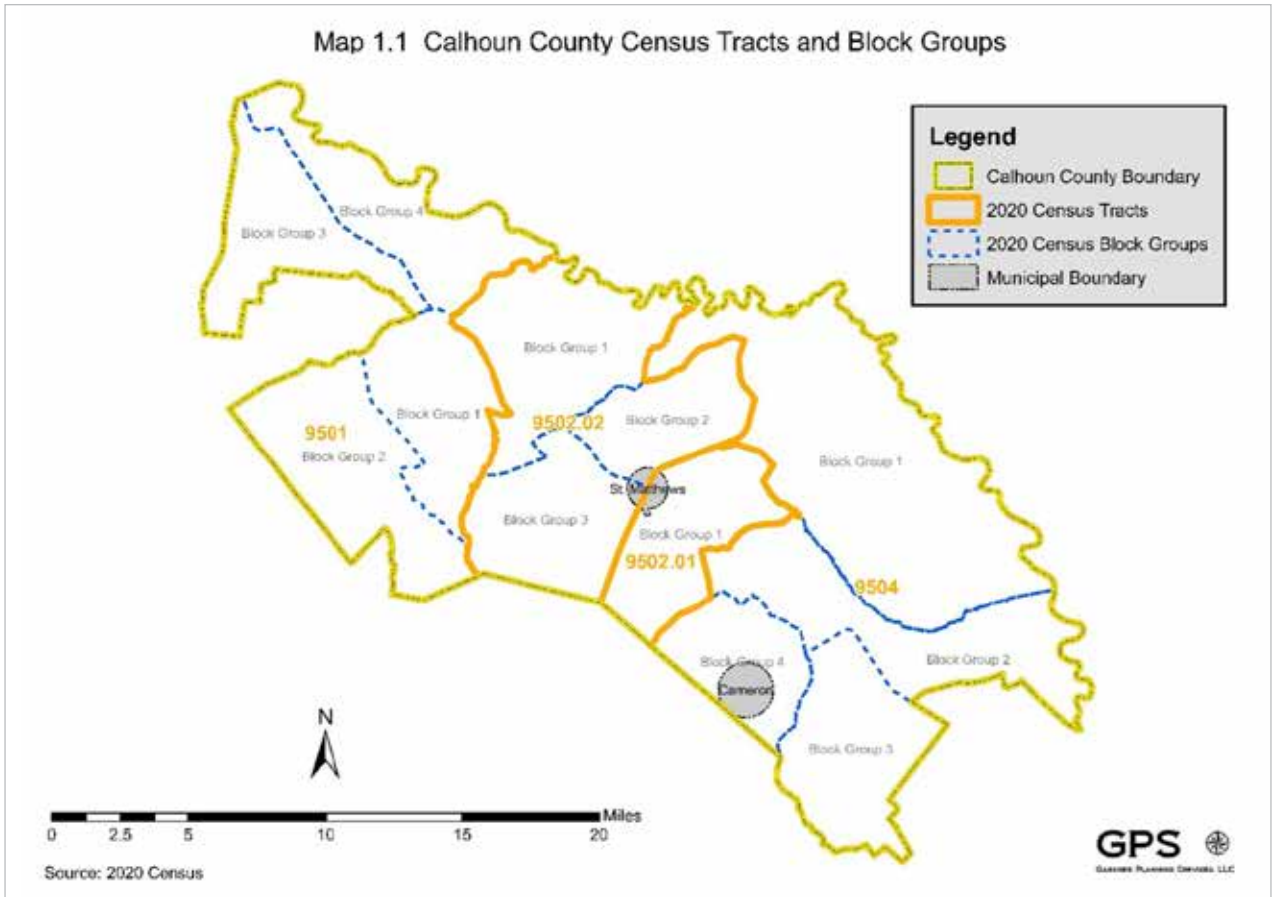 Map 1.1 Calhoun County Census Tracts and Block Groups
Legend
Calhoun County Boundary
2020 Census Tracts
2020 Census Block Groups
Municipal Boundary
Block Group 4
Block Group 3
Block Group 1
Block Group 1
9501
Block Group 2
9502.02
Block Group 2
Block Group 1
St. Matthews
Block Group 3
Block Group 1
9502.01
9504
Block Group 2
Block Group 4
Cameron
Block Group 3
N
Miles
0 2.5 5 10 15 20
Source: 2020 Census
GPS